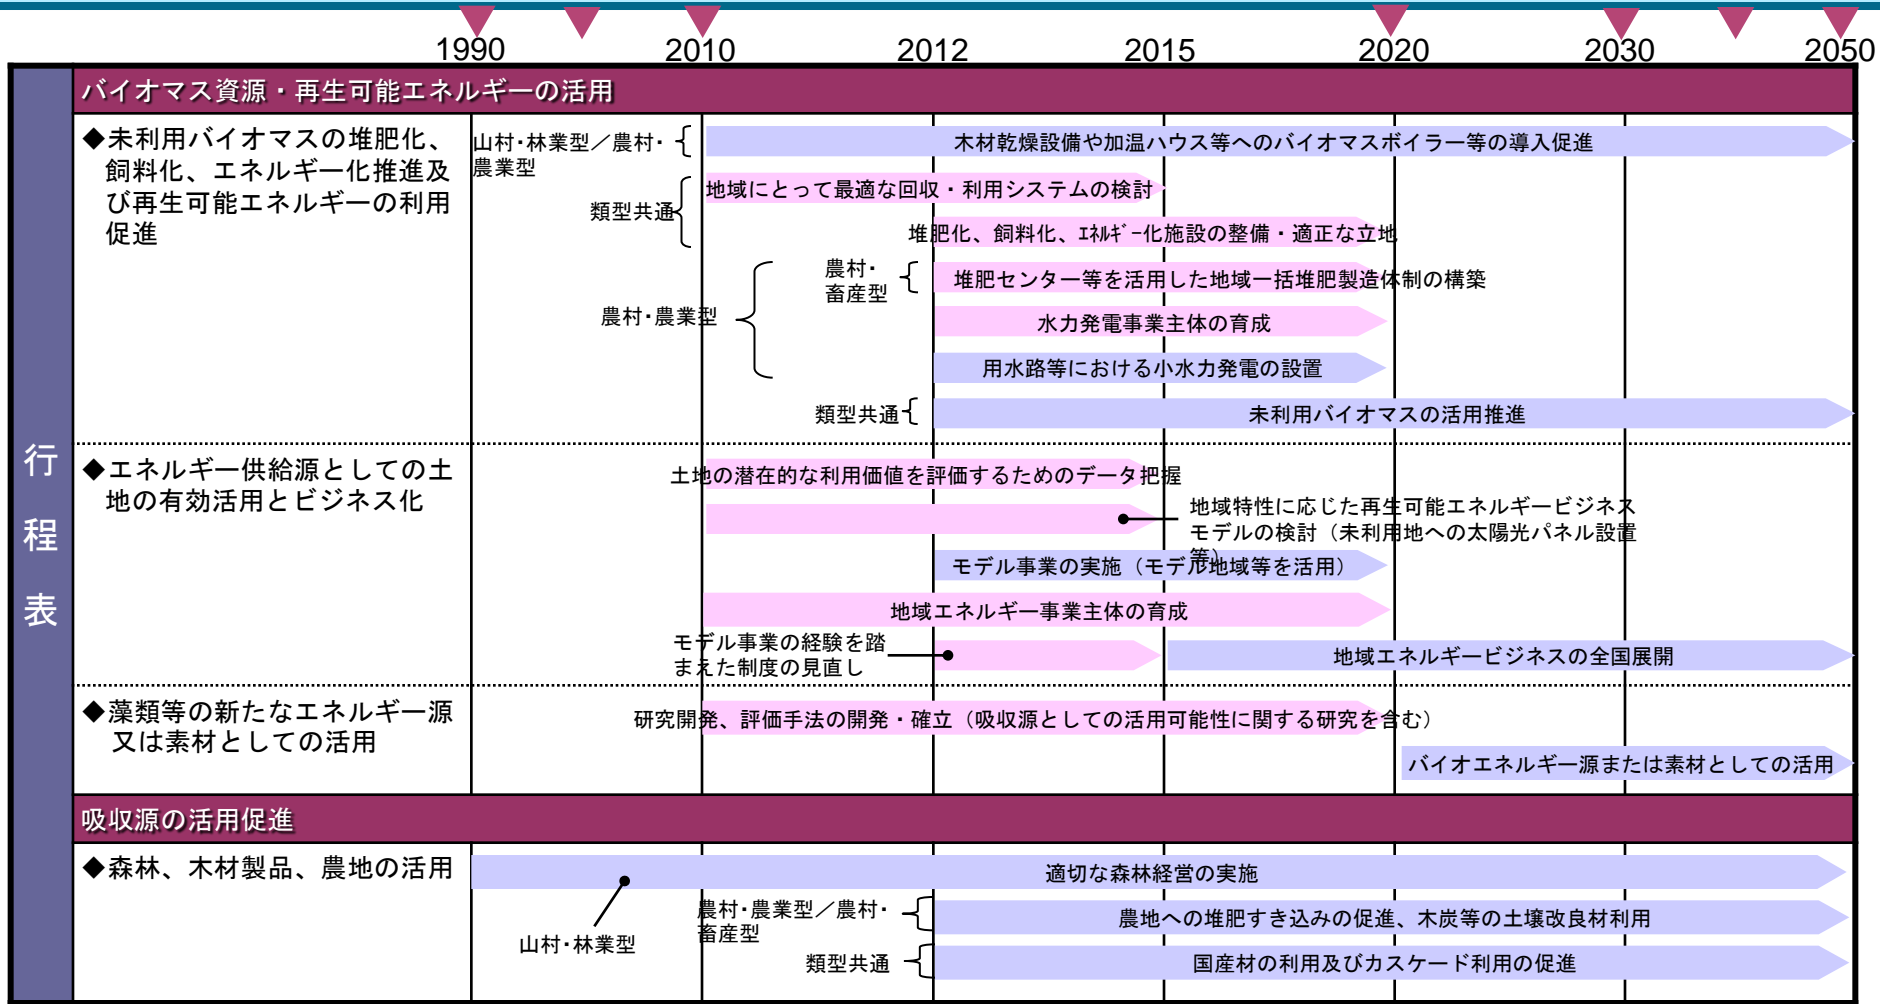 1990 2010 2012 2015 2020 2030 2050
行程表
バイオマス資源・再生可能エネルギーの活用
◆未利用バイオマスの堆肥化、
飼料化、エネルギー化推進及
び再生可能エネルギーの利用
促進
山村・林業型／農村・
農業型
木材乾燥設備や加温ハウス等へのバイオマスボイラー等の導入促進
類型共通
地域にとって最適な回収・利用システムの検討
堆肥化、飼料化、ｴﾈﾙｷﾞｰ化施設の整備・適正な立地
農村・農業型
農村・
畜産型
堆肥センター等を活用した地域一括堆肥製造体制の構築
水力発電事業主体の育成
用水路等における小水力発電の設置
類型共通
未利用バイオマスの活用推進
◆エネルギー供給源としての土
地の有効活用とビジネス化
土地の潜在的な利用価値を評価するためのデータ把握
地域特性に応じた再生可能エネルギービジネス
モデルの検討（未利用地への太陽光パネル設置
等）
モデル事業の実施（モデル地域等を活用）
地域エネルギー事業主体の育成
モデル事業の経験を踏
まえた制度の見直し
地域エネルギービジネスの全国展開
◆藻類等の新たなエネルギー源
又は素材としての活用
研究開発、評価手法の開発・確立（吸収源としての活用可能性に関する研究を含む）
バイオエネルギー源または素材としての活用
吸収源の活用促進
◆森林、木材製品、農地の活用
適切な森林経営の実施
山村・林業型
農村・農業型／農村・
畜産型
農地への堆肥すき込みの促進、木炭等の土壌改良材利用
類型共通
国産材の利用及びカスケード利用の促進